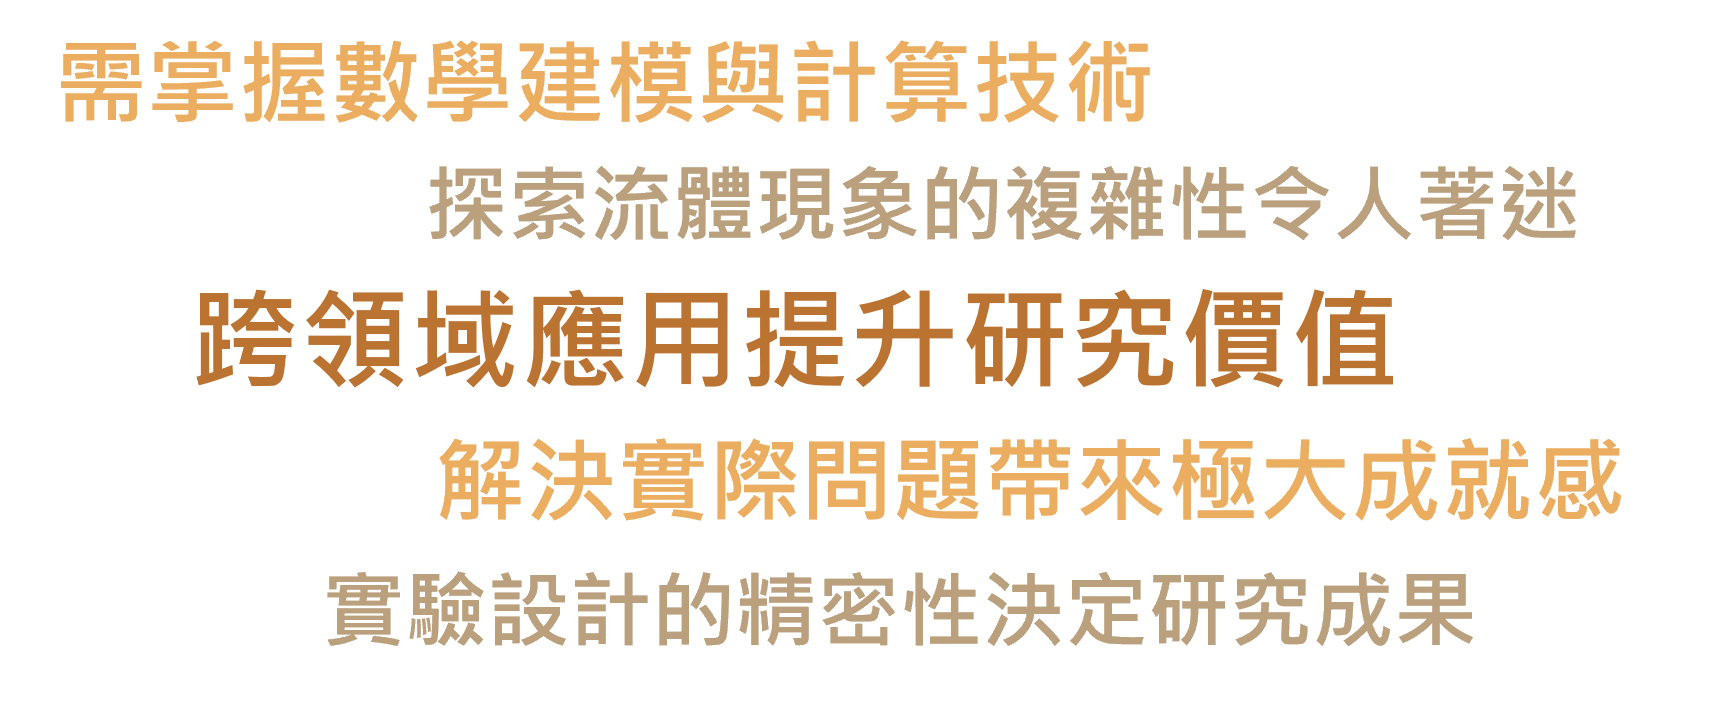 需掌握數學建模與計算技術
探索流體現象的複雜性令人著迷
跨領域應用提升研究價值
解決實際問題帶來極大成就感
實驗設計的精密性決定研究成果